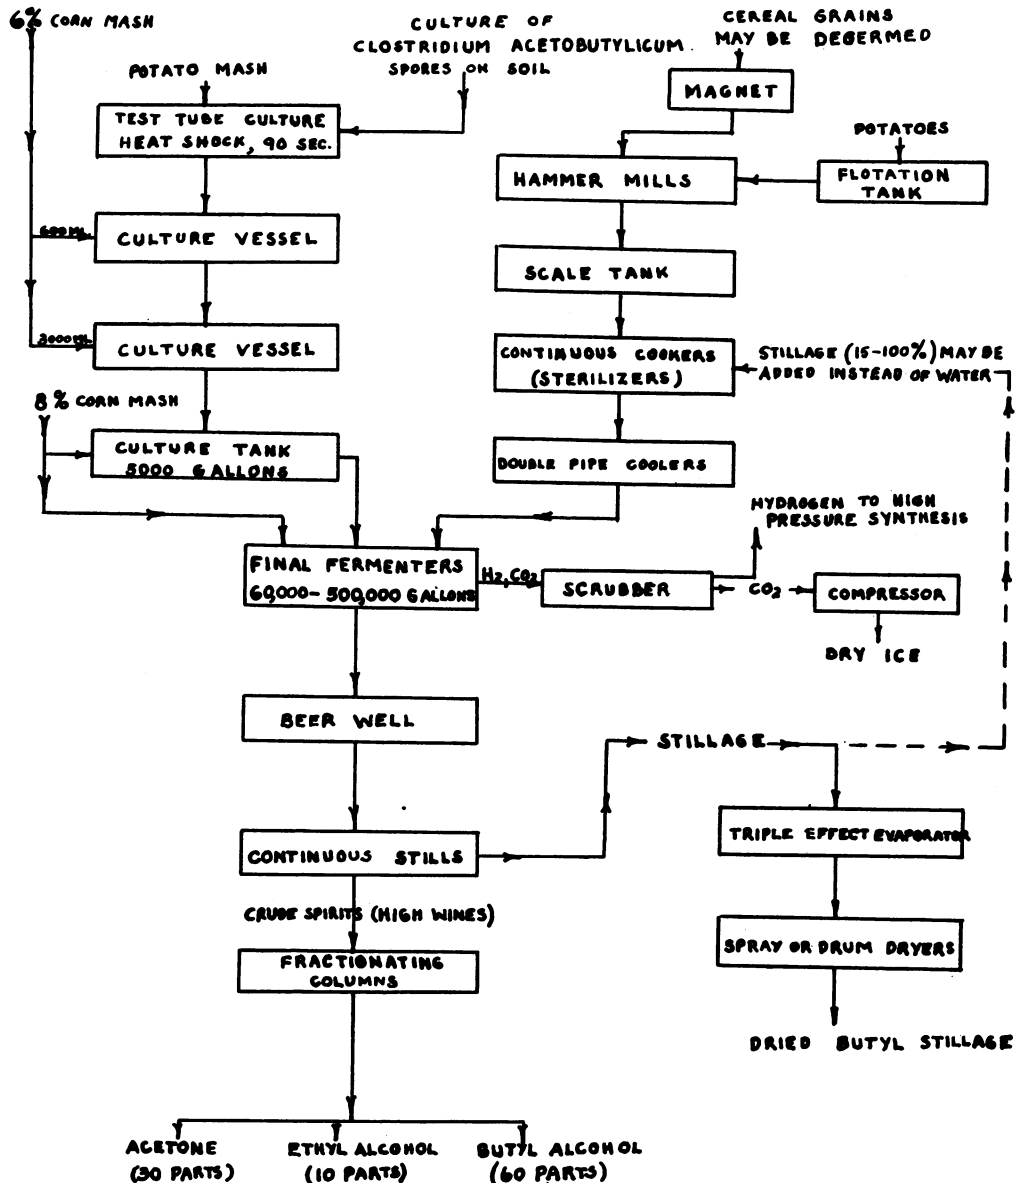 6% CORN MASH
CULTURE OF
CLOSTRIDIUM ACETOBUTYLICUM
SPORES ON SOIL
CEREAL GRAINS
MAY BE DEGERMED
POTATO MASH
MAGNET
TEST TUBE CULTURE
HEAT SHOCK, 90 SEC.
POTATOES
HAMMER MILLS
FLOTATION
TANK
600ML.
CULTURE VESSEL
SCALE TANK
3000ML
CULTURE VESSEL
CONTINUOUS COOKERS
(STERILIZERS)
STILLAGE (15-100%) MAY BE
ADDED INSTEAD OF WATER
8% CORN MASH
CULTURE TANK
5000 GALLONS
DOUBLE PIPE COOLERS
HYDROGEN TO HIGH
PRESSURE SYNTHESIS
FINAL FERMENTERS
60,000-500,000 GALLONS
H2, CO2
SCRUBBER
CO2
COMPRESSOR
DRY ICE
BEER WELL
STILLAGE
CONTINUOUS STILLS
TRIPLE EFFECT EVAPORATOR
CRUDE SPIRITS (HIGH WINES)
FRACTIONATING
COLUMNS
SPRAY OR DRUM DRYERS
DRIED BUTYL STILLAGE
ACETONE
(30 PARTS)
ETHYL ALCOHOL
(10 PARTS)
BUTYL ALCOHOL
(60 PARTS)